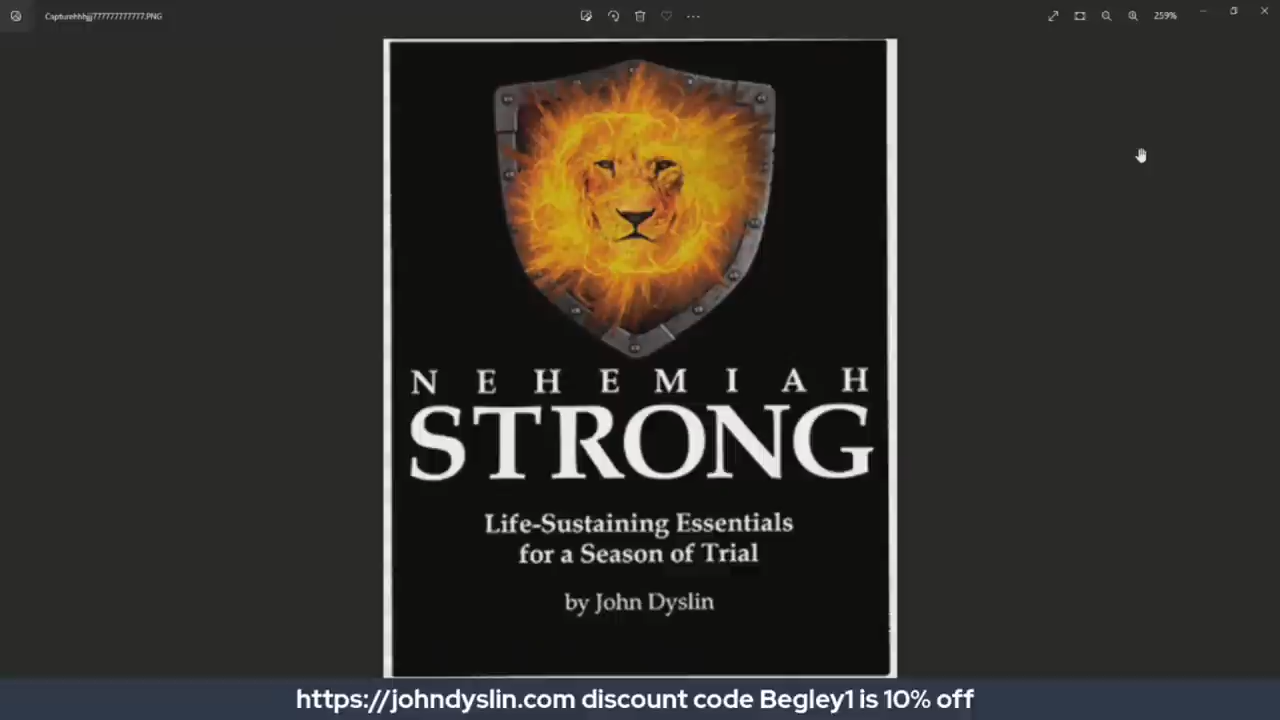 259%
NEHEMIAH
STRONG
Life-Sustaining Essentials
for a Season of Trial
by John Dyslin
https://johndyslin.com discount code Begley1 is 10% off